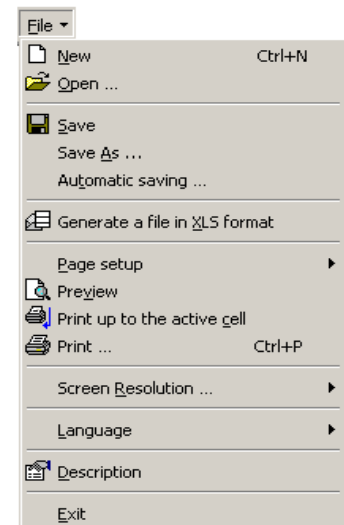 File
New Ctrl+N
Open ...
Save
Save As ...
Automatic saving ...
Generate a file in XLS format
Page setup
Preview
Print up to the active cell
Print ... Ctrl+P
Screen Resolution ...
Language
Description
Exit